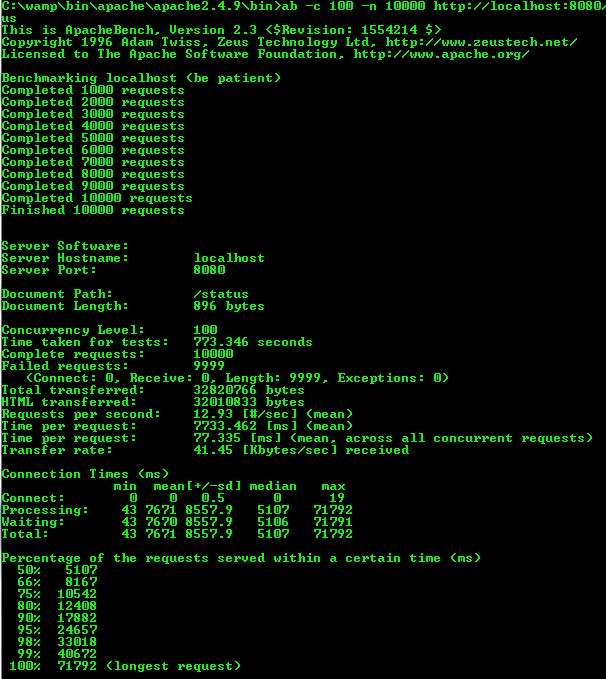 C:\wamp\bin\apache\apache2.4.9\bin>ab -c 100 -n 10000 http://localhost:8080/
us
This is ApacheBench, Version 2.3 <$Revision: 1554214 $>
Copyright 1996 Adam Twiss, Zeus Technology Ltd, http://www.zeustech.net/
Licensed to The Apache Software Foundation, http://www.apache.org/

Benchmarking localhost (be patient)
Completed 1000 requests
Completed 2000 requests
Completed 3000 requests
Completed 4000 requests
Completed 5000 requests
Completed 6000 requests
Completed 7000 requests
Completed 8000 requests
Completed 9000 requests
Completed 10000 requests
Finished 10000 requests

Server Software:
Server Hostname:        localhost
Server Port:            8080

Document Path:          /status
Document Length:        896 bytes

Concurrency Level:      100
Time taken for tests:   773.346 seconds
Complete requests:      10000
Failed requests:        9999
   (Connect: 0, Receive: 0, Length: 9999, Exceptions: 0)
Total transferred:      32820766 bytes
HTML transferred:       32010833 bytes
Requests per second:    12.93 [#/sec] (mean)
Time per request:       7733.462 [ms] (mean)
Time per request:       77.335 [ms] (mean, across all concurrent requests)
Transfer rate:          41.45 [Kbytes/sec] received

Connection Times (ms)
              min  mean[+/-sd] median   max
Connect:        0    0   0.5      0      19
Processing:    43 7671 8557.9   5107   71792
Waiting:       43 7670 8557.9   5106   71791
Total:         43 7671 8557.9   5107   71792

Percentage of the requests served within a certain time (ms)
  50%   5107
  66%   8167
  75%  10542
  80%  12408
  90%  17882
  95%  24657
  98%  33018
  99%  40672
 100%  71792 (longest request)